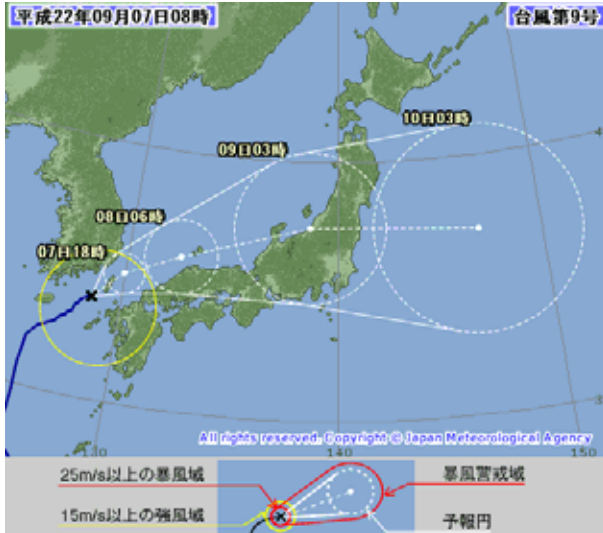 平成22年09月07日08時
台風第9号
10日03時
09日03時
08日06時
07日18時
130
140
150
All rights reserved. Copyright © Japan Meteorological Agency
25m/s以上の暴風域
暴風警戒域
15m/s以上の強風域
予報円